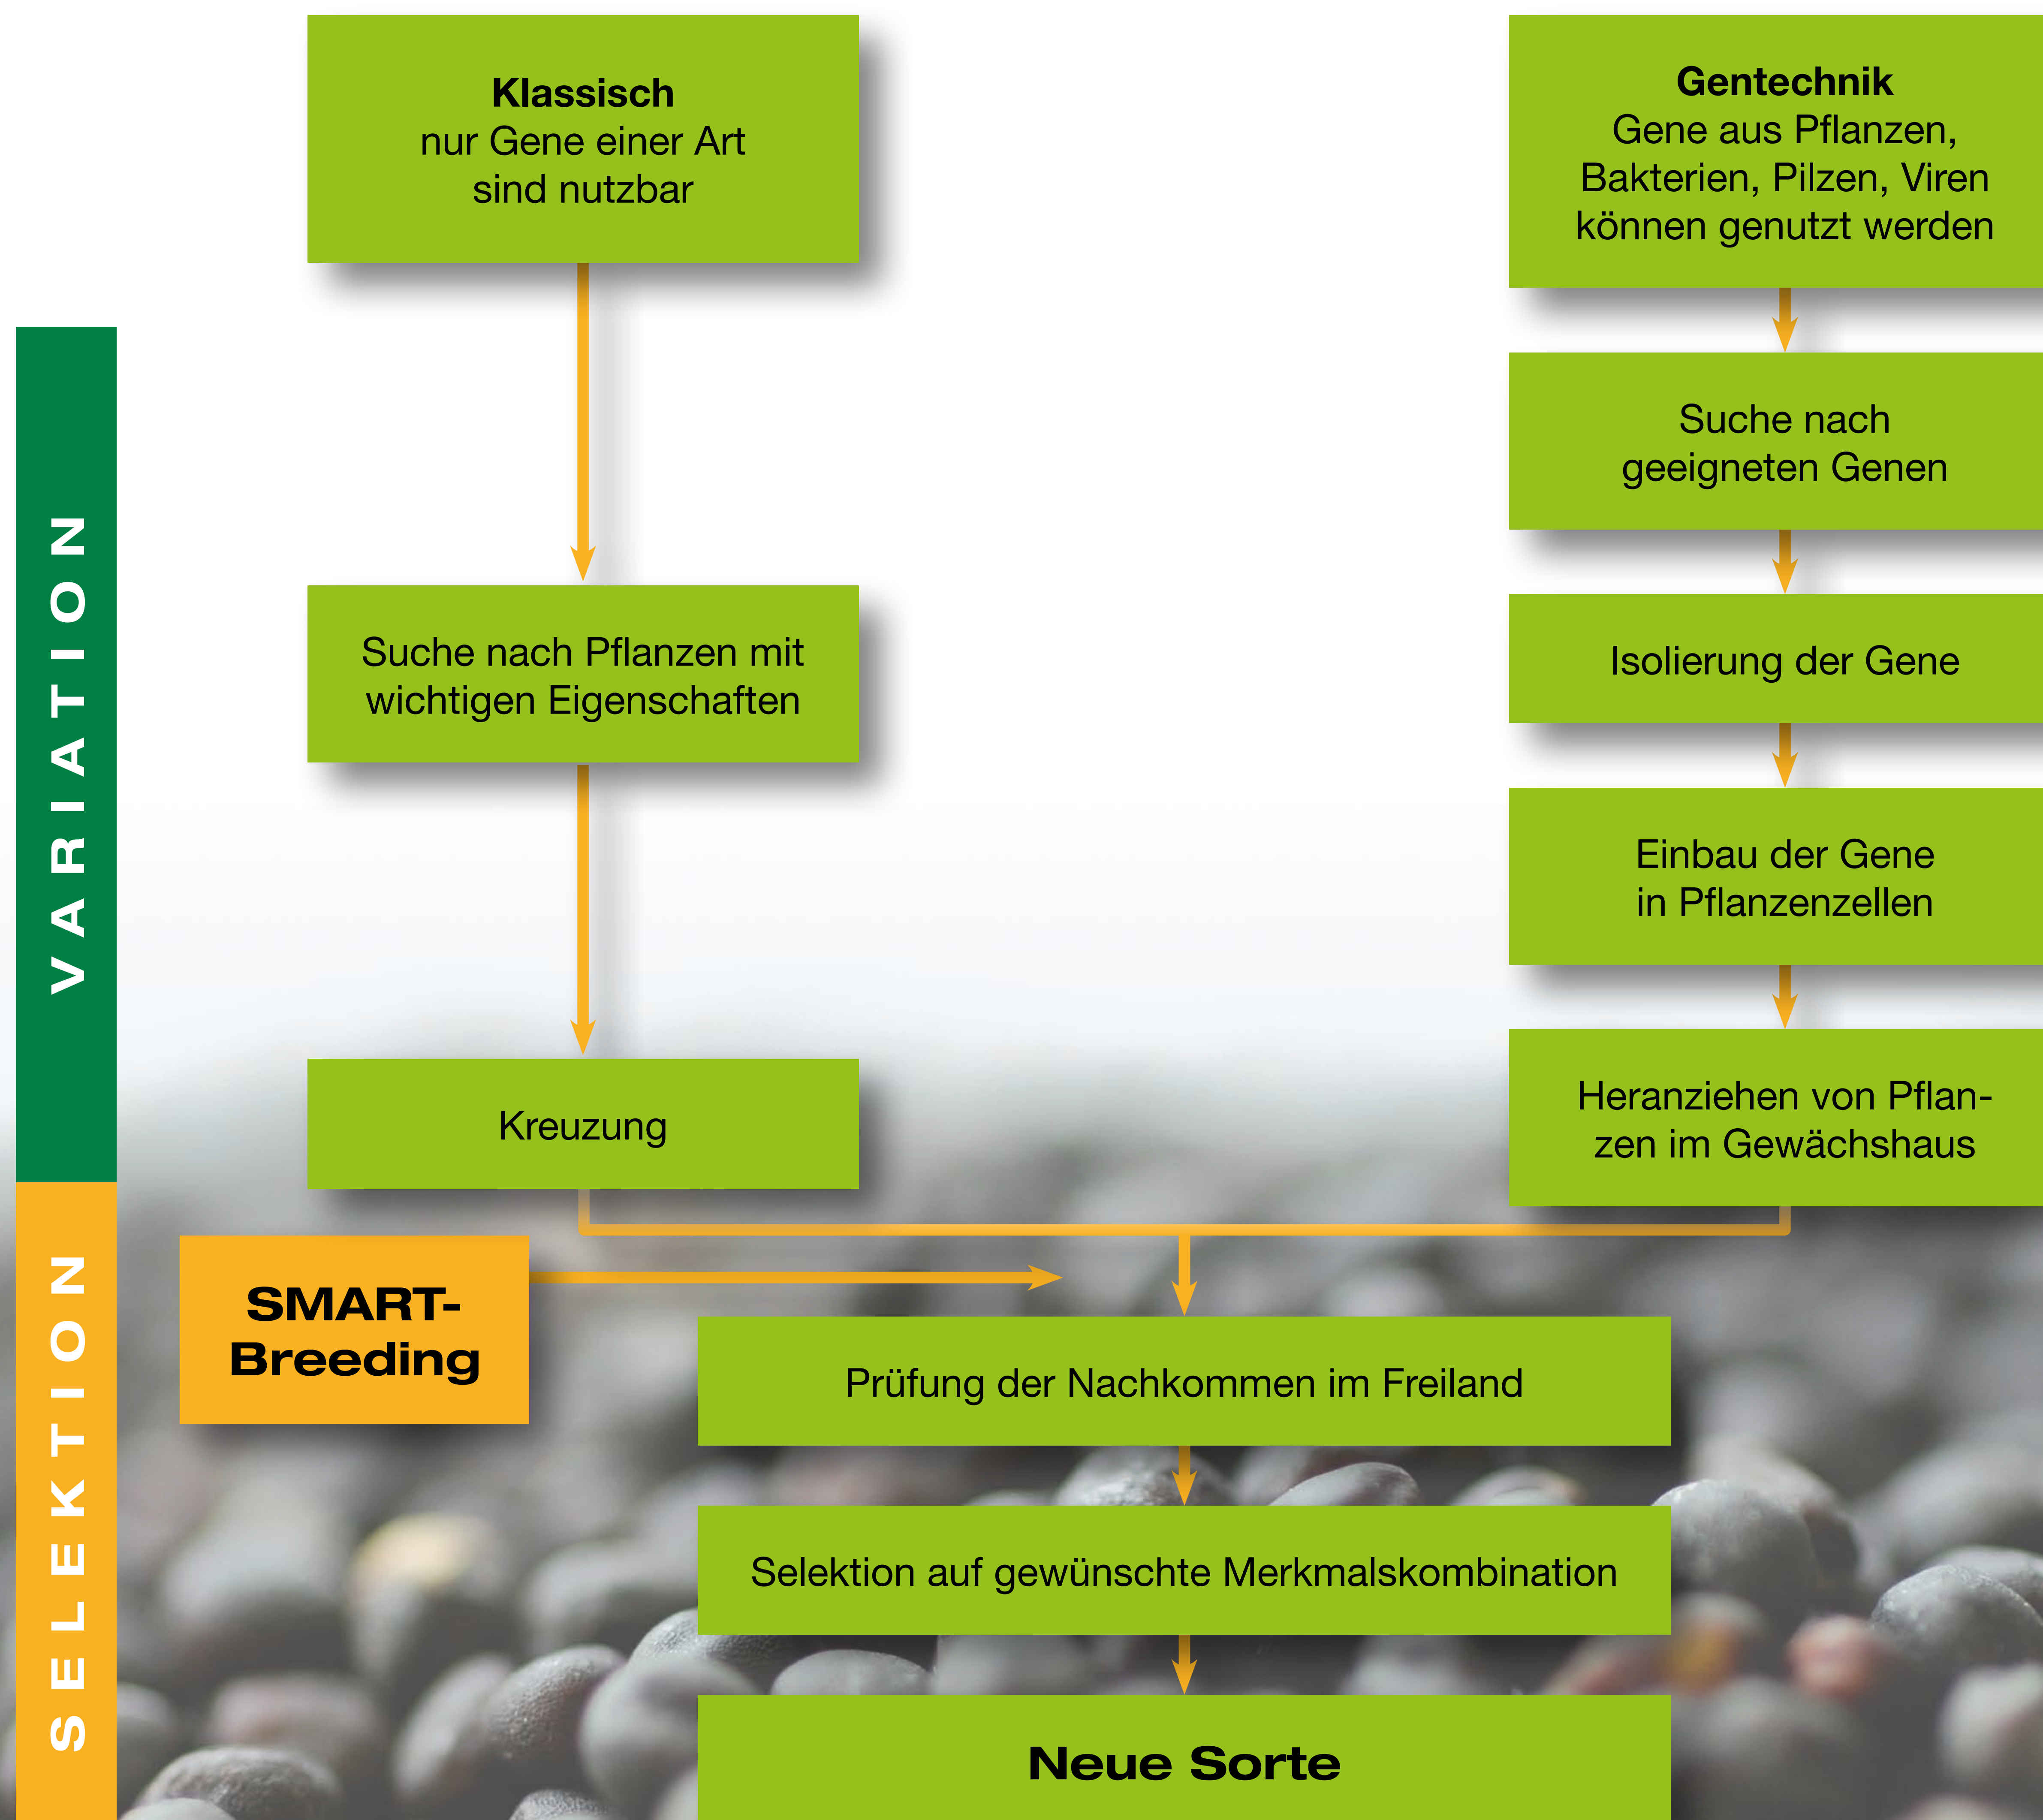 Klassisch
nur Gene einer Art
sind nutzbar
Gentechnik
Gene aus Pflanzen,
Bakterien, Pilzen, Viren
können genutzt werden
VARIATION
Suche nach Pflanzen mit
wichtigen Eigenschaften
Kreuzung
Suche nach
geeigneten Genen
Isolierung der Gene
Einbau der Gene
in Pflanzenzellen
Heranziehen von Pflan-
zen im Gewächshaus
SELEKTION
SMART-
Breeding
Prüfung der Nachkommen im Freiland
Selektion auf gewünschte Merkmalskombination
Neue Sorte